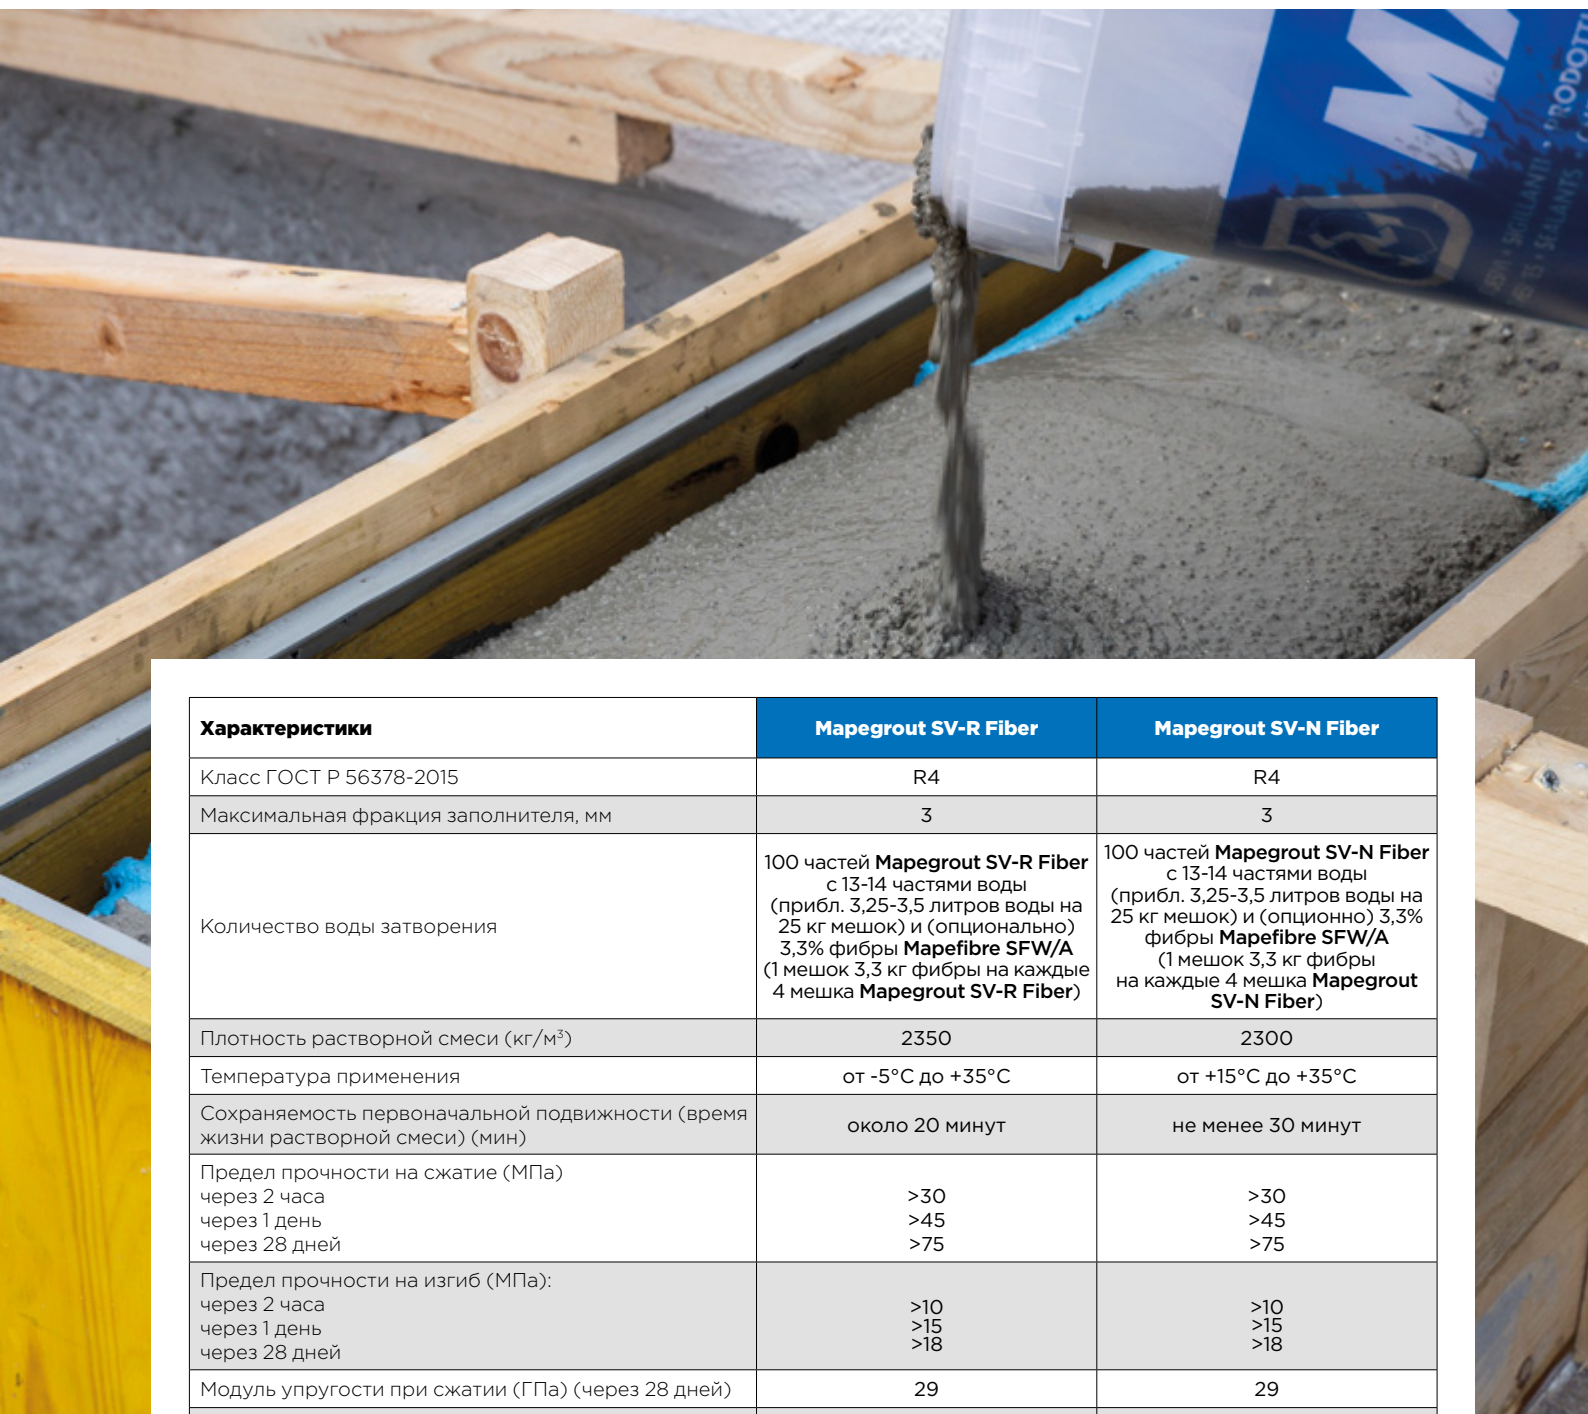 MA
PRODOTTI
SIGILLANTI
SEALANTS
Характеристики
Mapegrout SV-R Fiber
Mapegrout SV-N Fiber
Класс ГОСТ Р 56378-2015
R4
R4
Максимальная фракция заполнителя, мм
3
3
Количество воды затворения
100 частей Mapegrout SV-R Fiber
с 13-14 частями воды
(прибл. 3,25-3,5 литров воды на
25 кг мешок) и (опционально)
3,3% фибры Mapefibre SFW/A
(1 мешок 3,3 кг фибры на каждые
4 мешка Mapegrout SV-R Fiber)
100 частей Mapegrout SV-N Fiber
с 13-14 частями воды
(прибл. 3,25-3,5 литров воды на
25 кг мешок) и (опционно) 3,3%
фибры Mapefibre SFW/A
(1 мешок 3,3 кг фибры
на каждые 4 мешка Mapegrout
SV-N Fiber)
Плотность растворной смеси (кг/м³)
2350
2300
Температура применения
от -5°C до +35°C
от +15°C до +35°C
Сохраняемость первоначальной подвижности (время
жизни растворной смеси) (мин)
около 20 минут
не менее 30 минут
Предел прочности на сжатие (МПа)
через 2 часа
>30
>30
через 1 день
>45
>45
через 28 дней
>75
>75
Предел прочности на изгиб (МПа):
через 2 часа
>10
>10
через 1 день
>15
>15
через 28 дней
>18
>18
Модуль упругости при сжатии (ГПа) (через 28 дней)
29
29